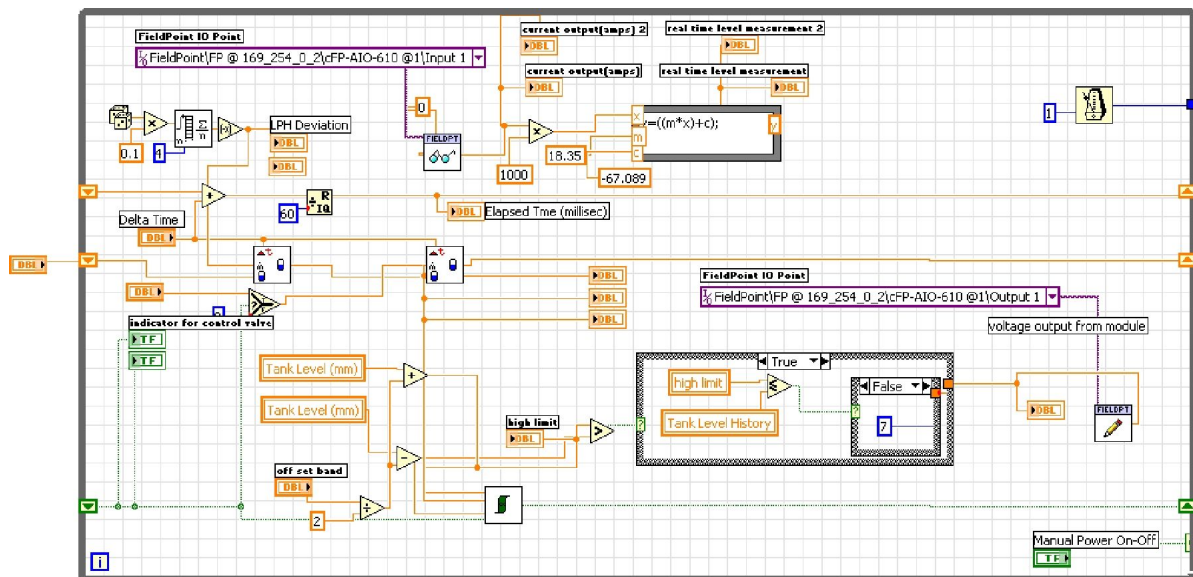 FieldPoint IO Point
FieldPoint\FP @ 169_254_0_2\cFP-AIO-610 @1\Input 1
current output(amps) 2
DBL
real time level measurement 2
DBL
current output(amps)
DBL
real time level measurement
DBL
0.1
4
LPH Deviation
DBL
DBL
0
FIELDPT
1000
18.35
-67.089
x
m
c
y=((m*x)+c);
y
1
60
R
IQ
DBL
Elapsed Tme (millisec)
Delta Time
DBL
DBL
DBL
DBL
DBL
DBL
FieldPoint IO Point
FieldPoint\FP @ 169_254_0_2\cFP-AIO-610 @1\Output 1
voltage output from module
indicator for control valve
TF
TF
Tank Level (mm)
Tank Level (mm)
True
high limit
Tank Level History
False
7
DBL
FIELDPT
high limit
DBL
off set band
DBL
2
Manual Power On-Off
TF
i